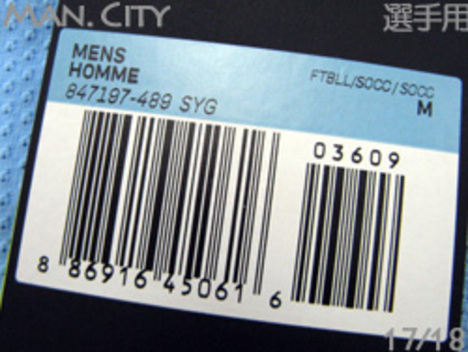 MAN. CITY
選手用
MENS
HOMME
847197-489 SYG
FTBLL/SOCC/SOCC
M
03609
8 86916 45061 6
17/18